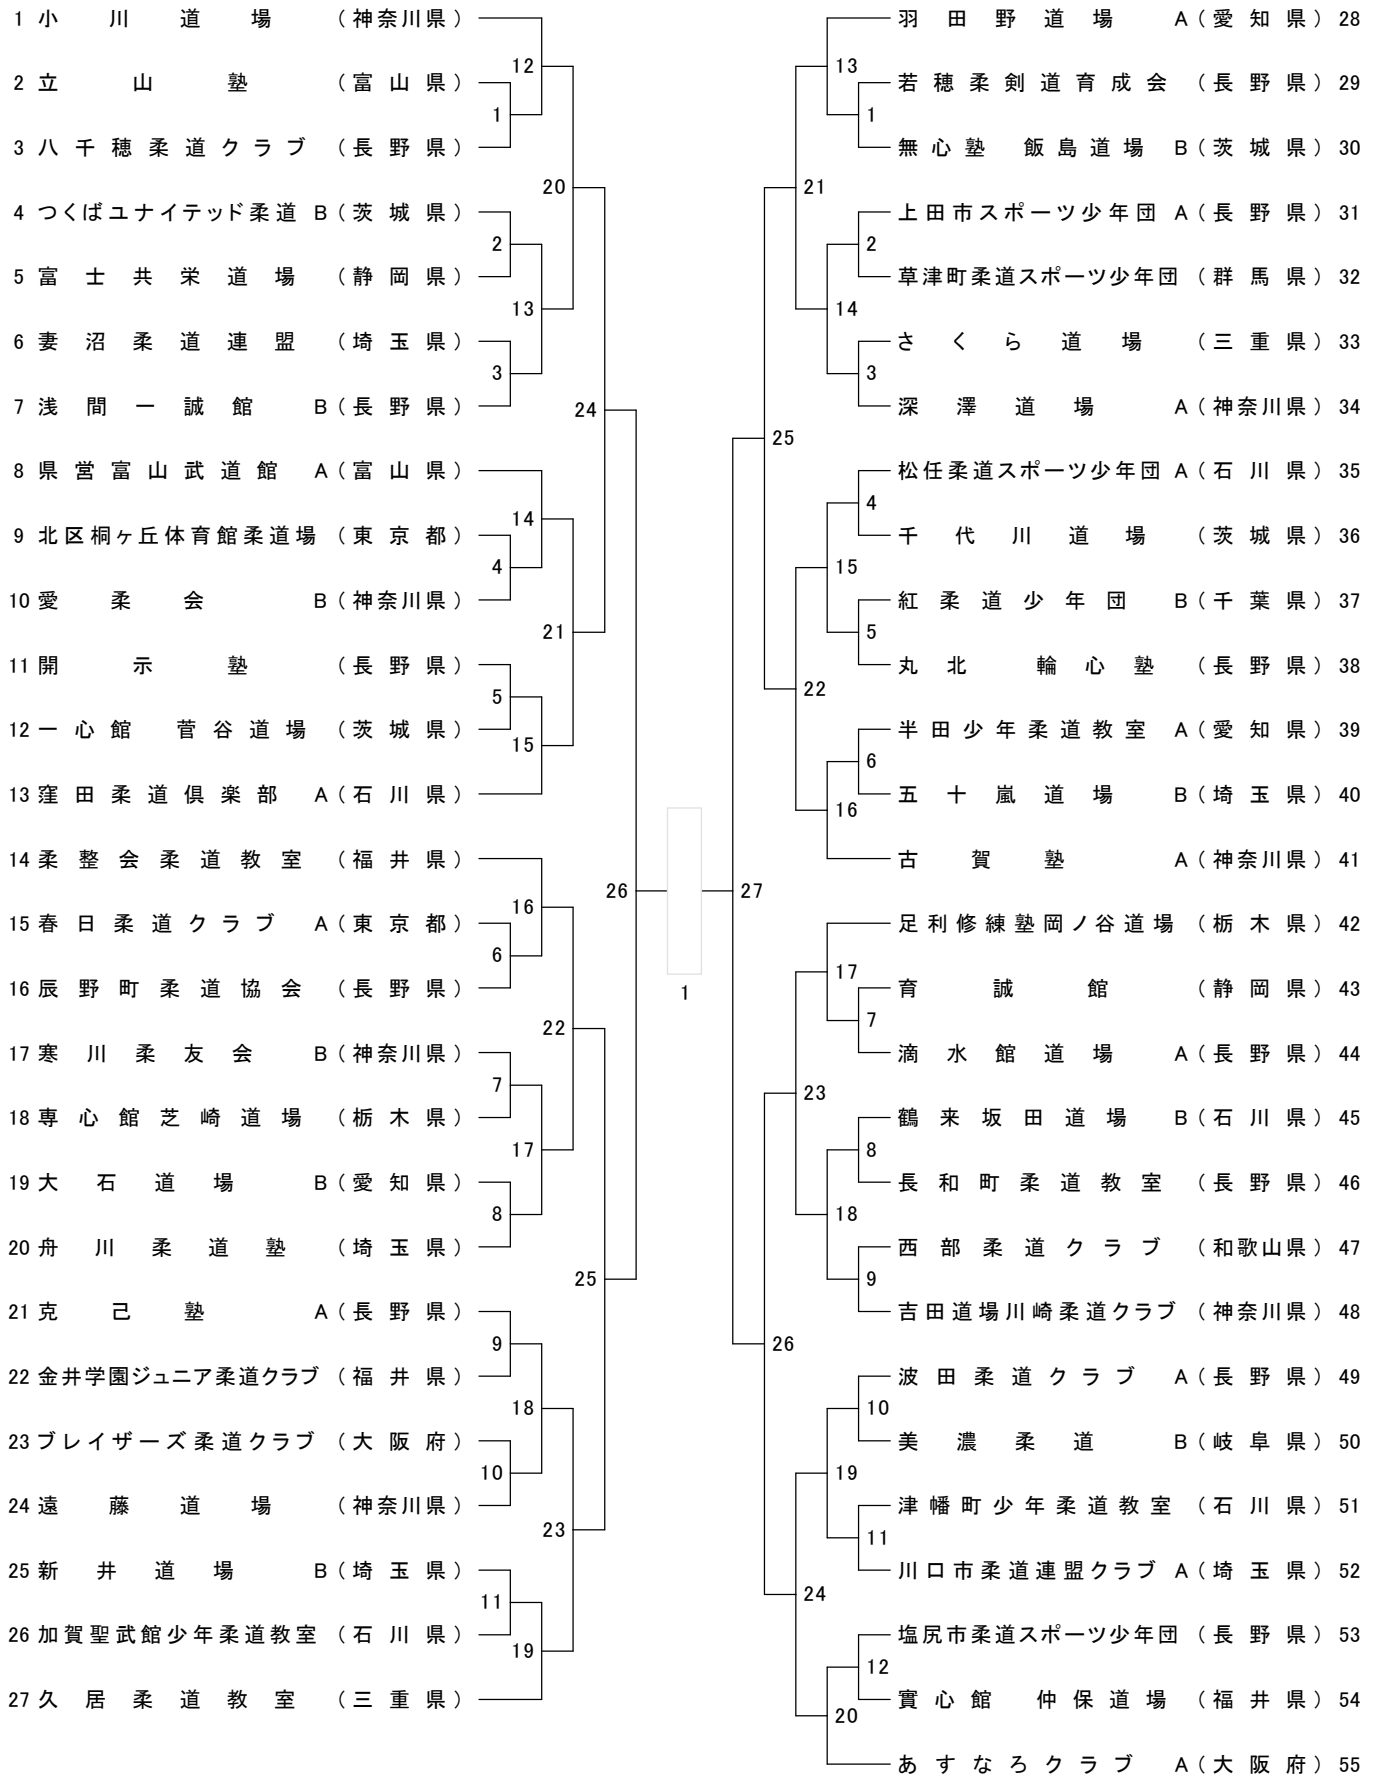 1 小川道場 (神奈川県)
12
2 立山塾 (富山県)
1
3 八千穂柔道クラブ (長野県)
20
4 つくばユナイテッド柔道 B (茨城県)
2
5 富士共栄道場 (静岡県)
13
6 妻沼柔道連盟 (埼玉県)
3
7 浅間一誠館 B (長野県)
24
8 県営富山武道館 A (富山県)
14
9 北区桐ヶ丘体育館柔道場 (東京都)
4
10 愛柔会 B (神奈川県)
21
11 開示塾 (長野県)
5
12 一心館 菅谷道場 (茨城県)
15
13 窪田柔道倶楽部 A (石川県)
14 柔整会柔道教室 (福井県)
26
16
15 春日柔道クラブ A (東京都)
6
16 辰野町柔道協会 (長野県)
22
17 寒川柔友会 B (神奈川県)
7
18 専心館芝崎道場 (栃木県)
17
19 大石道場 B (愛知県)
8
20 舟川柔道塾 (埼玉県)
25
21 克己塾 A (長野県)
9
22 金井学園ジュニア柔道クラブ (福井県)
18
23 ブレイザーズ柔道クラブ (大阪府)
10
24 遠藤道場 (神奈川県)
23
25 新井道場 B (埼玉県)
11
26 加賀聖武館少年柔道教室 (石川県)
19
27 久居柔道教室 (三重県)
1
羽田野道場 A (愛知県) 28
13
若穂柔剣道育成会 (長野県) 29
1
無心塾 飯島道場 B (茨城県) 30
21
上田市スポーツ少年団 A (長野県) 31
2
草津町柔道スポーツ少年団 (群馬県) 32
14
さくら道場 (三重県) 33
3
深澤道場 A (神奈川県) 34
25
松任柔道スポーツ少年団 A (石川県) 35
4
千代川道場 (茨城県) 36
15
紅柔道少年団 B (千葉県) 37
5
丸北 輪心塾 (長野県) 38
22
半田少年柔道教室 A (愛知県) 39
6
五十嵐道場 B (埼玉県) 40
16
古賀塾 A (神奈川県) 41
27
足利修練塾岡ノ谷道場 (栃木県) 42
17
育誠館 (静岡県) 43
7
滴水館道場 A (長野県) 44
23
鶴来坂田道場 B (石川県) 45
8
長和町柔道教室 (長野県) 46
18
西部柔道クラブ (和歌山県) 47
9
吉田道場川崎柔道クラブ (神奈川県) 48
26
波田柔道クラブ A (長野県) 49
10
美濃柔道 B (岐阜県) 50
19
津幡町少年柔道教室 (石川県) 51
11
川口市柔道連盟クラブ A (埼玉県) 52
24
塩尻市柔道スポーツ少年団 (長野県) 53
12
實心館 仲保道場 (福井県) 54
20
あすなろクラブ A (大阪府) 55